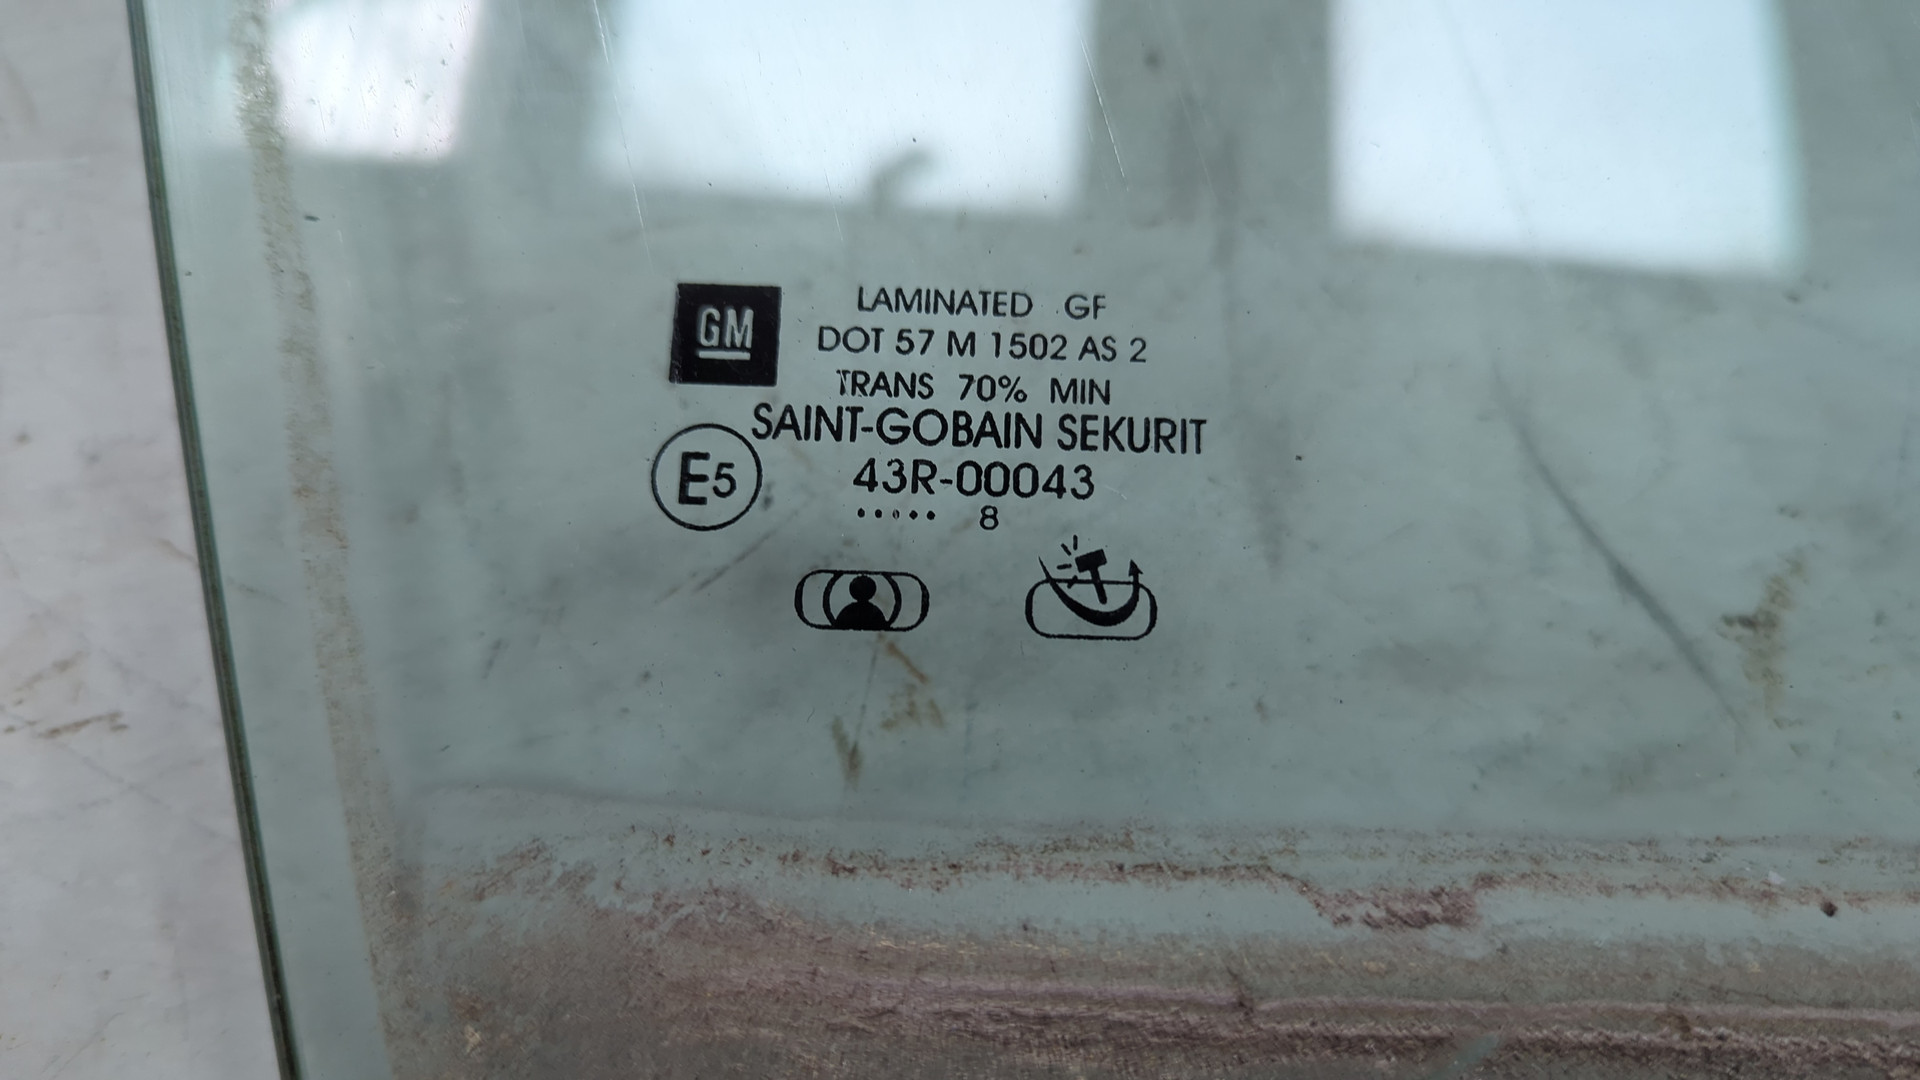 GM
LAMINATED GF
DOT 57 M 1502 AS 2
TRANS 70% MIN
SAINT-GOBAIN SEKURIT
E5
43R-00043
..... 8